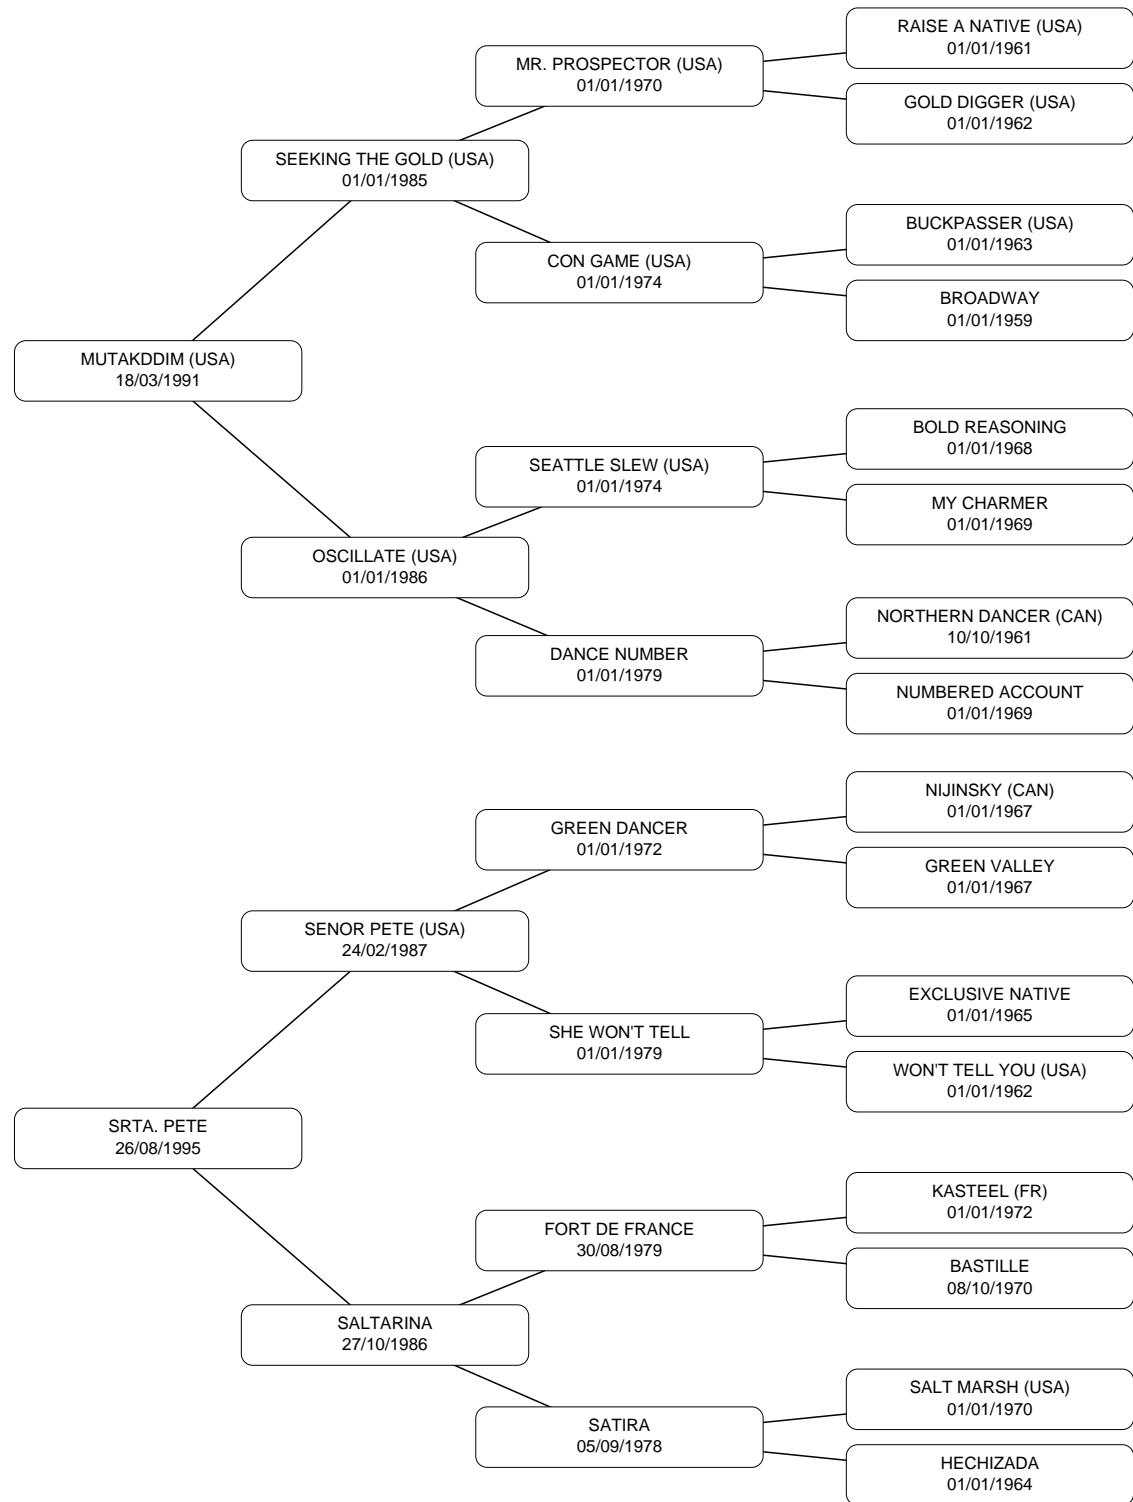 RAISE A NATIVE (USA)
01/01/1961
MR. PROSPECTOR (USA)
01/01/1970
GOLD DIGGER (USA)
01/01/1962
SEEKING THE GOLD (USA)
01/01/1985
BUCKPASSER (USA)
01/01/1963
CON GAME (USA)
01/01/1974
BROADWAY
01/01/1959
MUTAKDDIM (USA)
18/03/1991
BOLD REASONING
01/01/1968
SEATTLE SLEW (USA)
01/01/1974
MY CHARMER
01/01/1969
OSCILLATE (USA)
01/01/1986
NORTHERN DANCER (CAN)
10/10/1961
DANCE NUMBER
01/01/1979
NUMBERED ACCOUNT
01/01/1969
NIJINSKY (CAN)
01/01/1967
GREEN DANCER
01/01/1972
GREEN VALLEY
01/01/1967
SENOR PETE (USA)
24/02/1987
EXCLUSIVE NATIVE
01/01/1965
SHE WON'T TELL
01/01/1979
WON'T TELL YOU (USA)
01/01/1962
SRTA. PETE
26/08/1995
KASTEEL (FR)
01/01/1972
FORT DE FRANCE
30/08/1979
BASTILLE
08/10/1970
SALTARINA
27/10/1986
SALT MARSH (USA)
01/01/1970
SATIRA
05/09/1978
HECHIZADA
01/01/1964